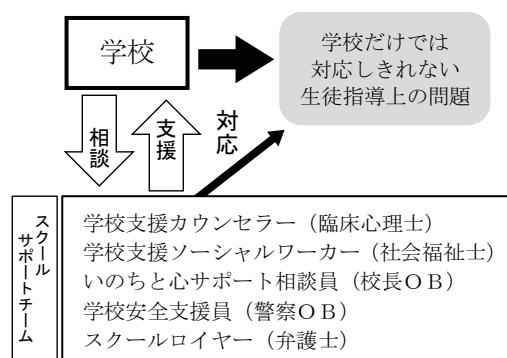 学校
学校だけでは
対応しきれない
生徒指導上の問題
相談
支援
対応
スクール
サポートチーム
学校支援カウンセラー（臨床心理士）
学校支援ソーシャルワーカー（社会福祉士）
いのちと心サポート相談員（校長ＯＢ）
学校安全支援員（警察ＯＢ）
スクールロイヤー（弁護士）